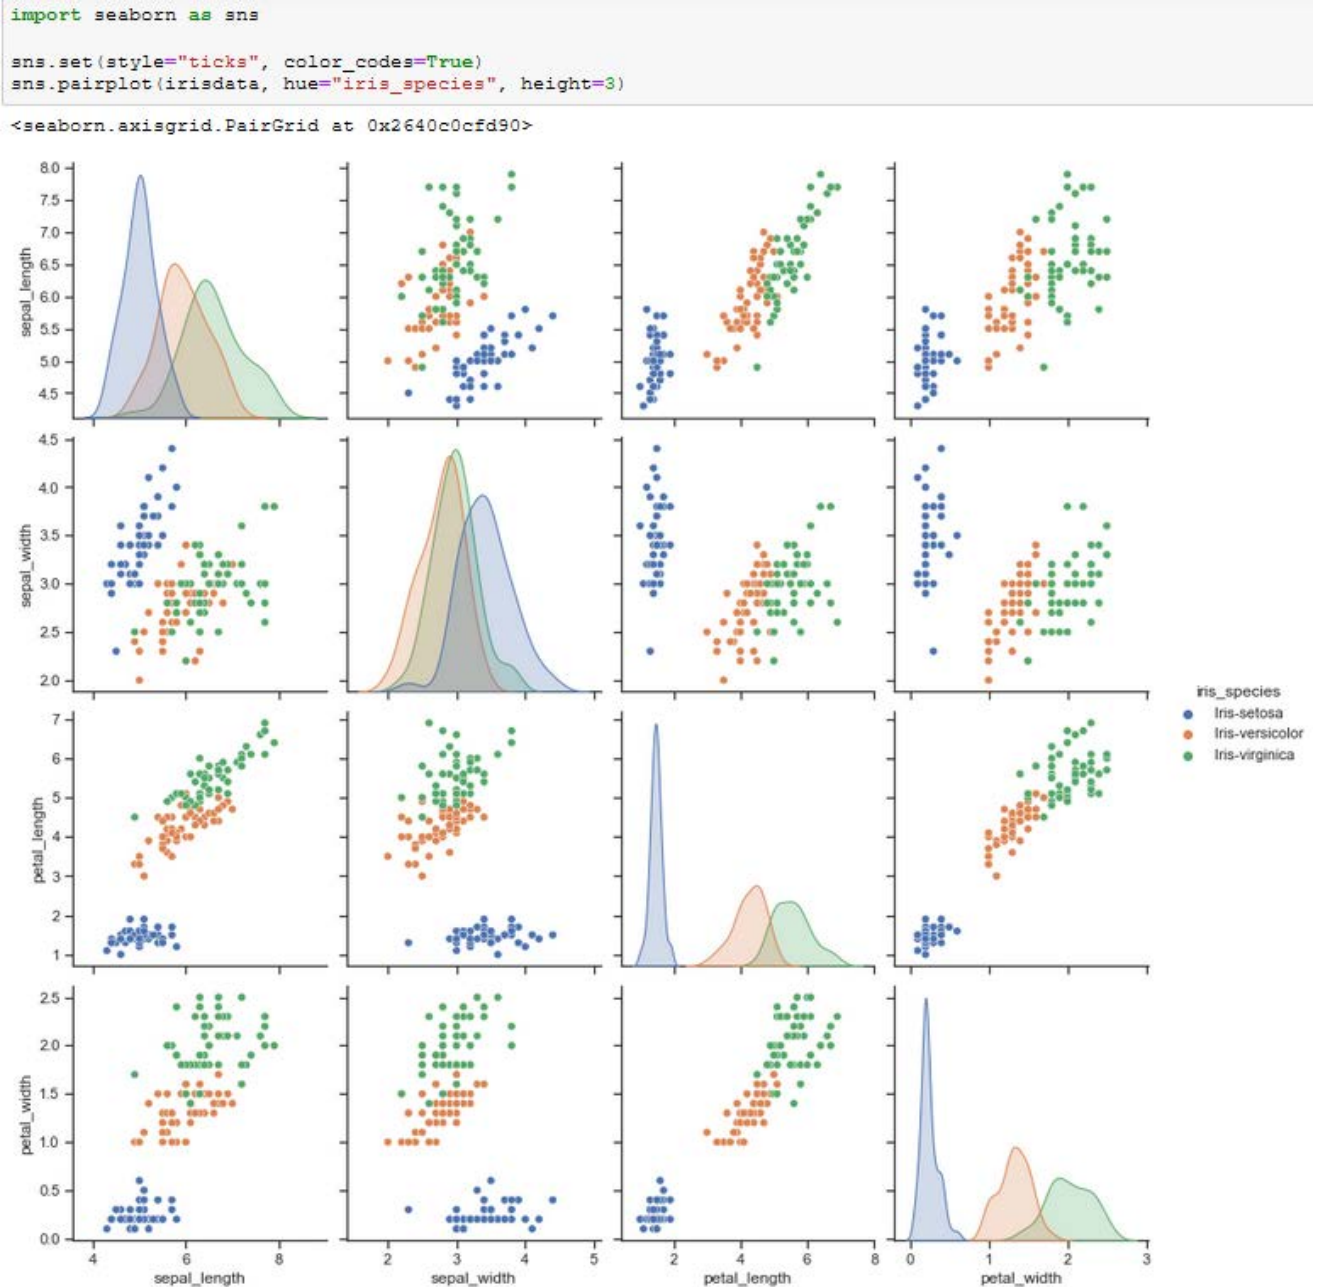 import seaborn as sns
sns.set(style="ticks", color_codes=True)
sns.pairplot(irisdata, hue="iris_species", height=3)
<seaborn.axisgrid.PairGrid at 0x2640c0cfd90>
8.0
7.5
7.0
6.5
6.0
5.5
5.0
4.5
sepal_length
4.5
4.0
3.5
3.0
2.5
2.0
sepal_width
iris_species
Iris-setosa
Iris-versicolor
Iris-virginica
7
6
5
4
3
2
1
petal_length
2.5
2.0
1.5
1.0
0.5
0.0
petal_width
4 6 8
sepal_length
2 3 4 5
sepal_width
2 4 6 8
petal_length
0 1 2 3
petal_width